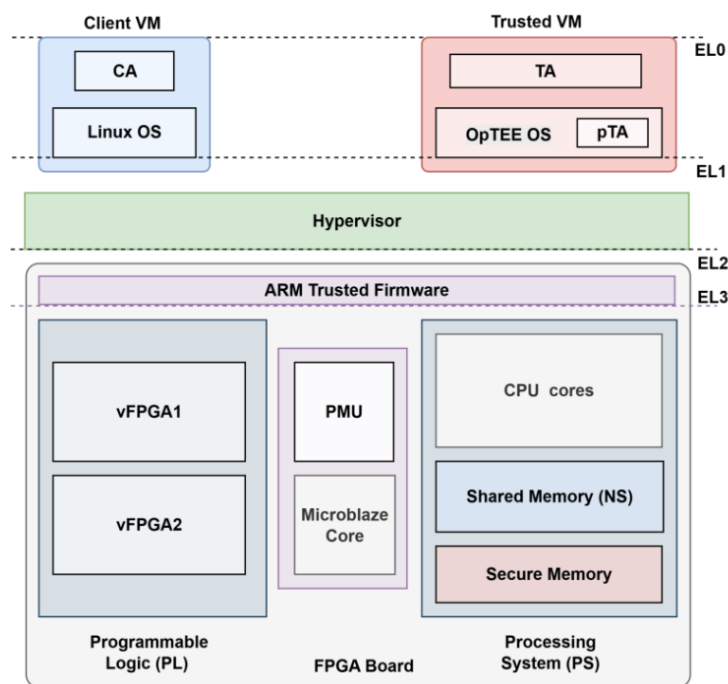 Client VM
Trusted VM
EL0
CA
TA
Linux OS
OpTEE OS
pTA
EL1
Hypervisor
EL2
ARM Trusted Firmware
EL3
vFPGA1
PMU
CPU cores
vFPGA2
Microblaze
Core
Shared Memory (NS)
Secure Memory
Programmable
Logic (PL)
FPGA Board
Processing
System (PS)